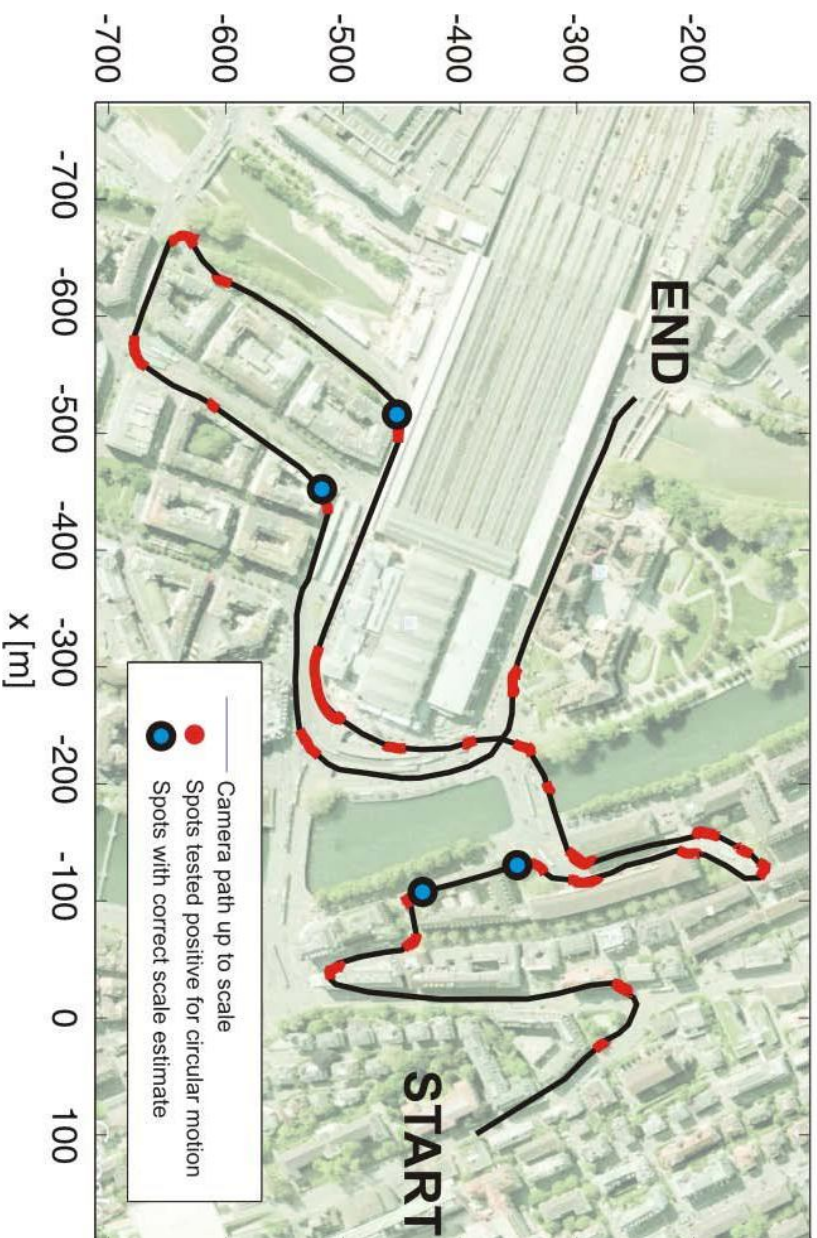 -700
-500
-500
-400
-300
-200
-700
-600
-500
-400
-300
-200
-100
0
100
x [m]
END
START
Camera path up to scale
Spots tested positive for circular motion
Spots with correct scale estimate